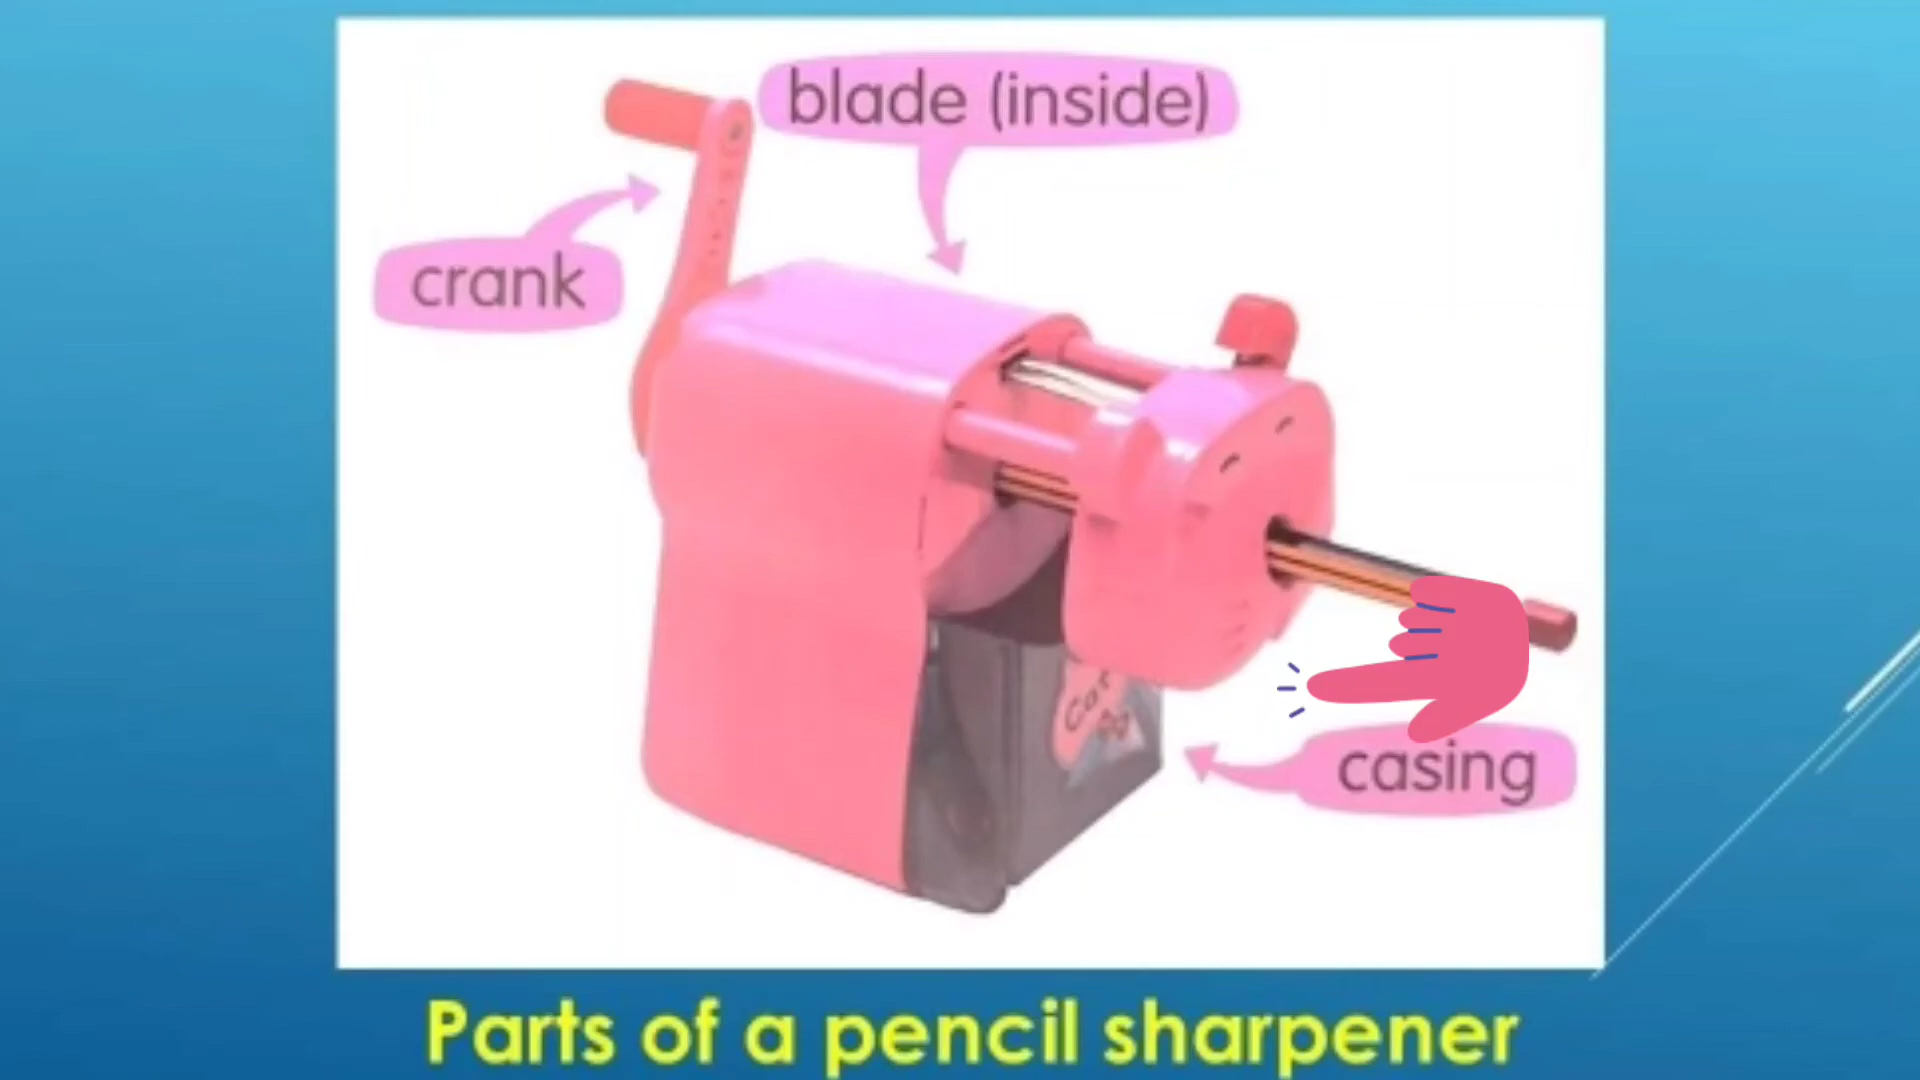 blade (inside)
crank
casing
Parts of a pencil sharpener